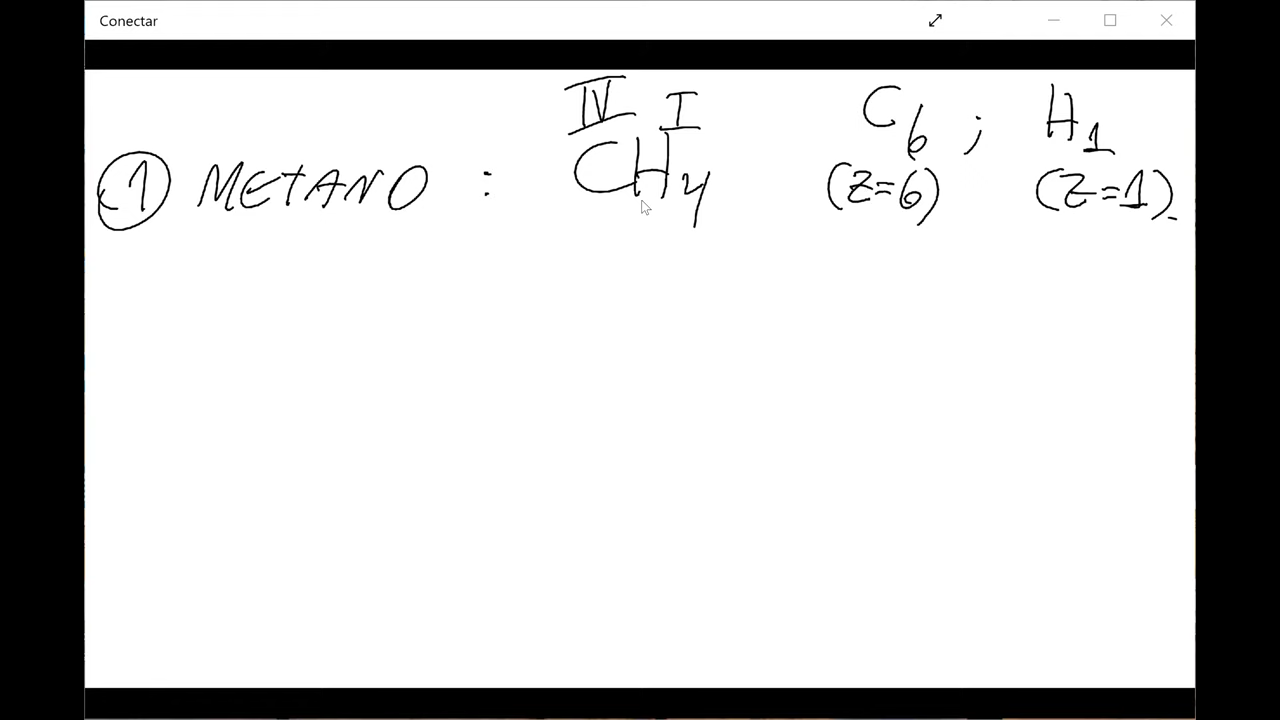 Conectar
IV I
C6 ; H1
① METANO : CH4 (Z=6) (Z=1).